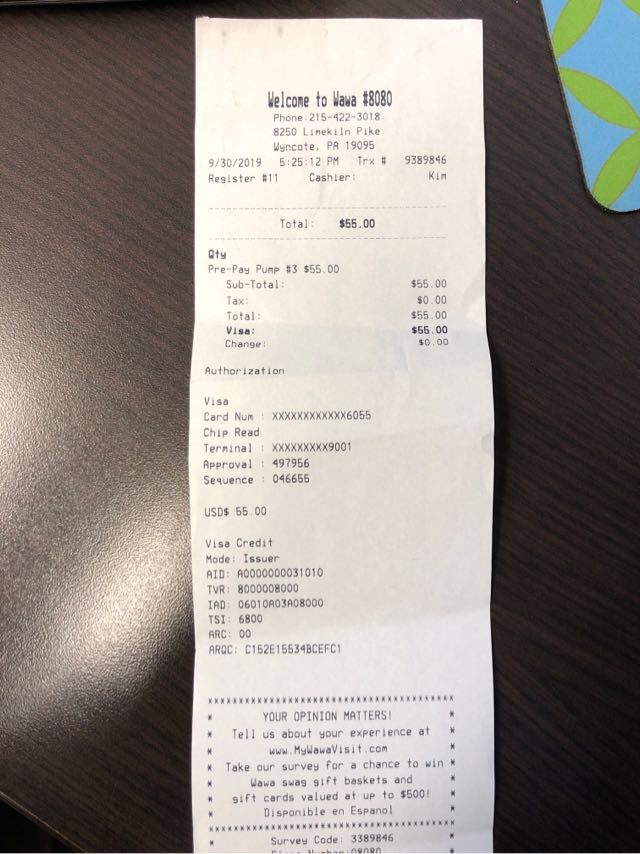 Welcome to Wawa #8080
Phone:215-422-3018
8250 Limekiln Pike
Wyncote, PA 19095
9/30/2019 5:25:12 PM Trx # 9389846
Register #11 Cashier: Kim
Total: $55.00
Qty
Pre-Pay Pump #3 $55.00
Sub-Total: $55.00
Tax: $0.00
Total: $55.00
Visa: $55.00
Change: $0.00
Authorization
Visa
Card Num : XXXXXXXXXXXX6055
Chip Read
Terminal : XXXXXXXXX9001
Approval : 497956
Sequence : 046655
USD$ 55.00
Visa Credit
Mode: Issuer
AID: A0000000031010
TVR: 8000008000
IAD: 06010A03A08000
TSI: 6800
ARC: 00
ARQC: C152E15534BCEFC1
*********************************
* YOUR OPINION MATTERS! *
* Tell us about your experience at *
* www.MyWawaVisit.com *
* Take our survey for a chance to win *
* Wawa swag gift baskets and *
* gift cards valued at up to $500! *
* Disponible en Espanol *
*********************************
* Survey Code: 3389846 *